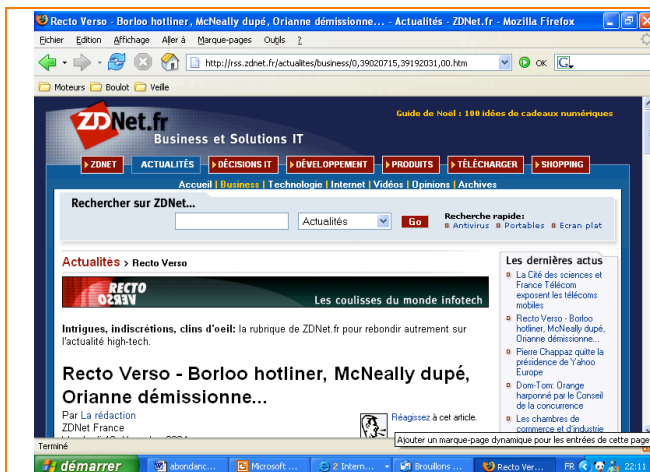 Recto Verso - Borloo hotliner, McNeally dupé, Orianne démissionne... - Actualités - ZDNet.fr - Mozilla Firefox
Fichier Edition Affichage Aller à Marque-pages Outils ?
http://rss.zdnet.fr/actualites/business/0,39020715,39192031,00.htm OK G
Moteurs Boulot Veille
ZDNet.fr
Business et Solutions IT
Guide de Noël : 100 idées de cadeaux numériques
ZDNET ACTUALITÉS DÉCISIONS IT DÉVELOPPEMENT PRODUITS TÉLÉCHARGER SHOPPING
Accueil | Business | Technologie | Internet | Vidéos | Opinions | Archives
Rechercher sur ZDNet...
Actualités Go
Recherche rapide:
Antivirus Portables Ecran plat
Actualités > Recto Verso
RECTO
VERSO
Les coulisses du monde infotech
Intrigues, indiscrétions, clins d'oeil: la rubrique de ZDNet.fr pour rebondir autrement sur
l'actualité high-tech.
Recto Verso - Borloo hotliner, McNeally dupé,
Orianne démissionne...
Par La rédaction
ZDNet France
Réagissez à cet article.
Les dernières actus
La Cité des sciences et
France Télécom
exposent les télécoms
mobiles
Recto Verso - Borloo
hotliner, McNeally dupé,
Orianne démissionne...
Pierre Chappaz quitte la
présidence de Yahoo
Europe
Dom-Tom: Orange
harponné par le Conseil
de la concurrence
Les chambres de
commerce et d'industrie
Terminé
Ajouter un marque-page dynamique pour les entrées de cette page
démarrer abondanc... Microsoft ... 2 Intern... Brouillons ... Recto Ver... FR 22:11